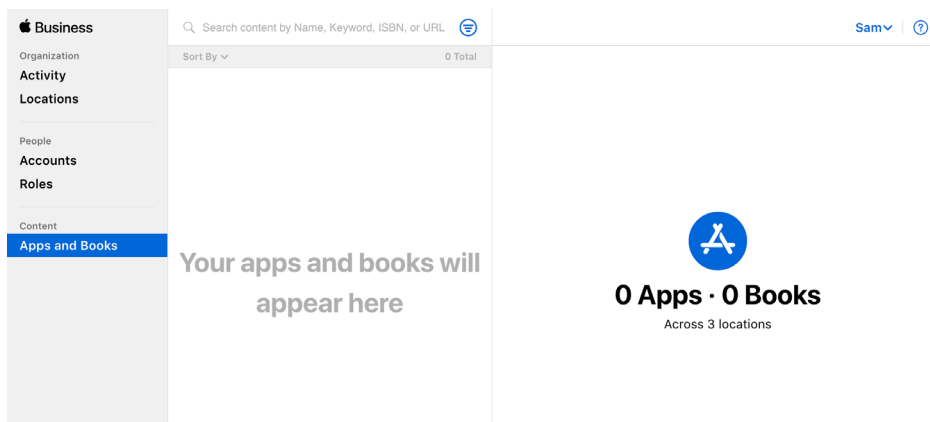 Business
Organization
Activity
Locations
People
Accounts
Roles
Content
Apps and Books
Search content by Name, Keyword, ISBN, or URL
Sort By
0 Total
Your apps and books will
appear here
Sam
?
0 Apps · 0 Books
Across 3 locations